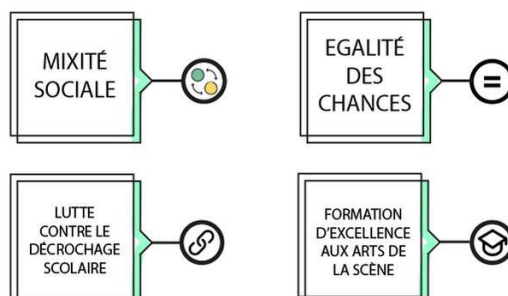 MIXITÉ
SOCIALE
EGALITÉ
DES
CHANCES
LUTTE
CONTRE LE
DÉCROCHAGE
SCOLAIRE
FORMATION
D'EXCELLENCE
AUX ARTS DE
LA SCÈNE